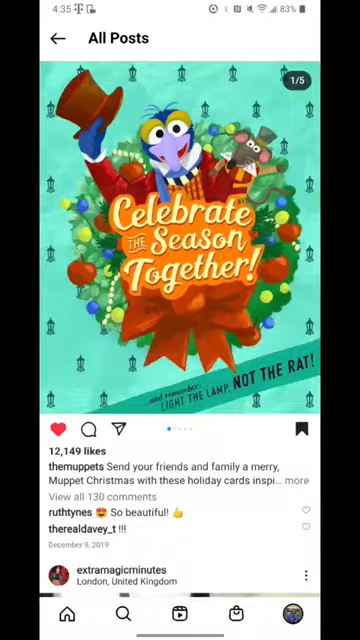 4:35
83%
All Posts
1/5
Celebrate
THE Season
Together!
...and remember:
LIGHT THE LAMP, NOT THE RAT!
12,149 likes
themuppets Send your friends and family a merry,
Muppet Christmas with these holiday cards inspi... more
View all 130 comments
ruthtynes 😍 So beautiful! 👍
therealdavey_t !!!
December 9, 2019
extramagicminutes
London, United Kingdom